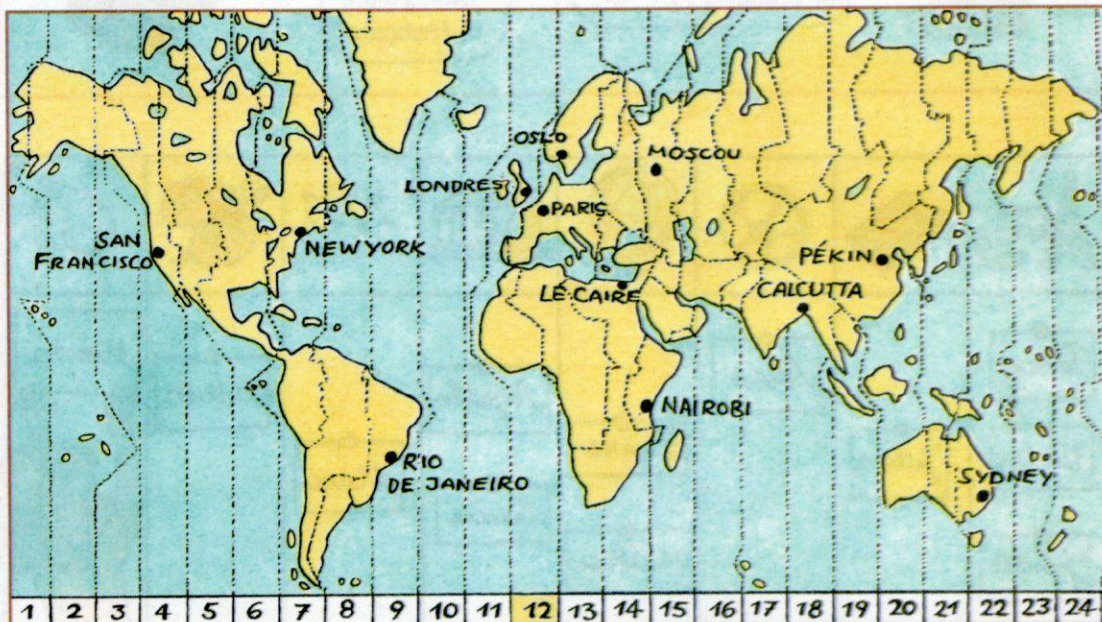 OSLO
MOSCOU
LONDRES
PARIS
SAN
FRANCISCO
NEW YORK
PÉKIN
LE CAIRE
CALCUTTA
NAIROBI
RIO
DE JANEIRO
SYDNEY
1 2 3 4 5 6 7 8 9 10 11 12 13 14 15 16 17 18 19 20 21 22 23 24